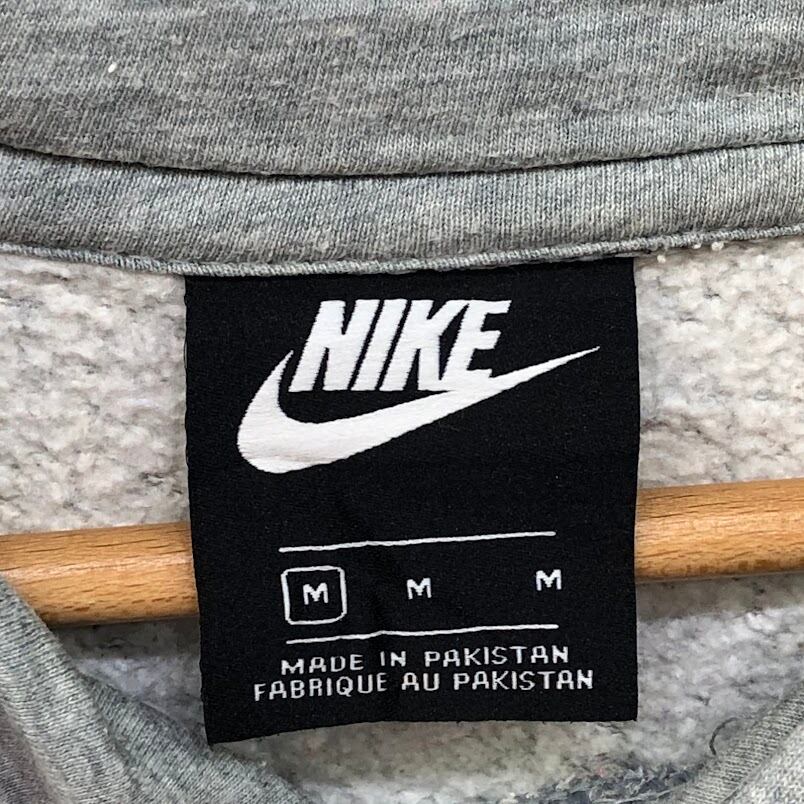 NIKE
M M M
MADE IN PAKISTAN
FABRIQUE AU PAKISTAN